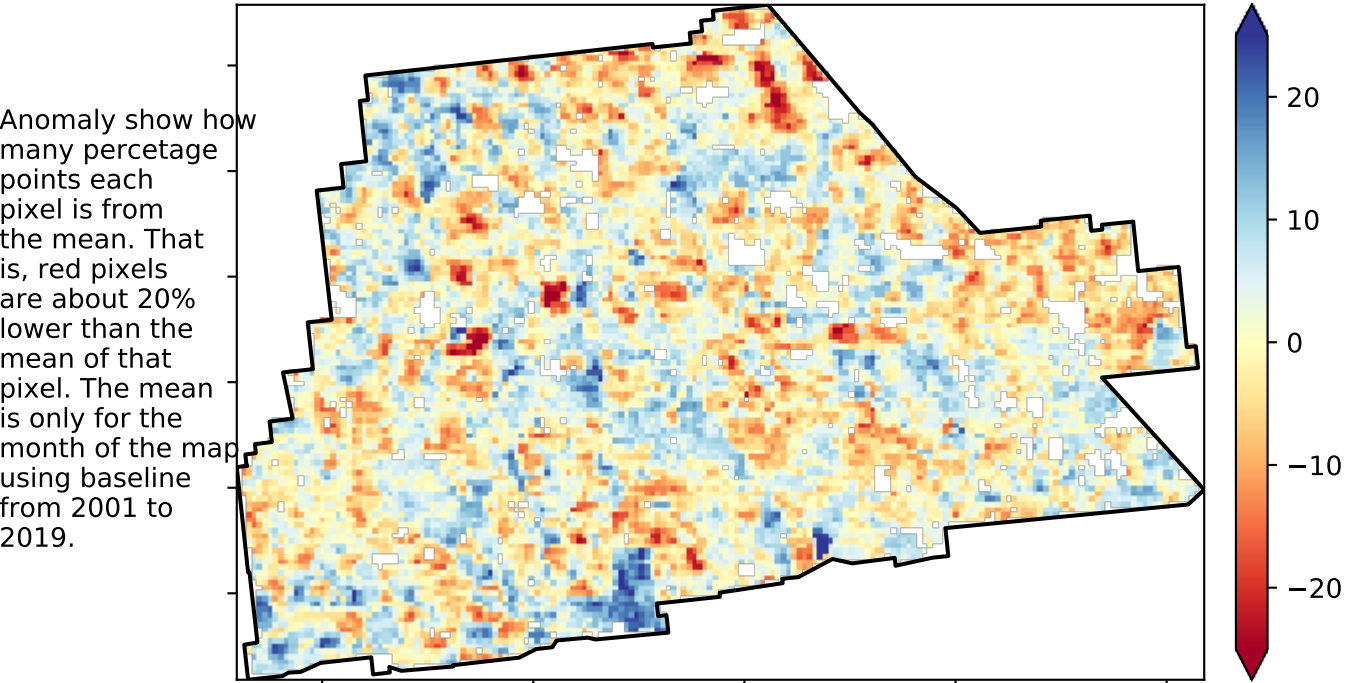 Anomaly show how
many percetage
points each
pixel is from
the mean. That
is, red pixels
are about 20%
lower than the
mean of that
pixel. The mean
is only for the
month of the map
using baseline
from 2001 to
2019.
20
10
0
−10
−20